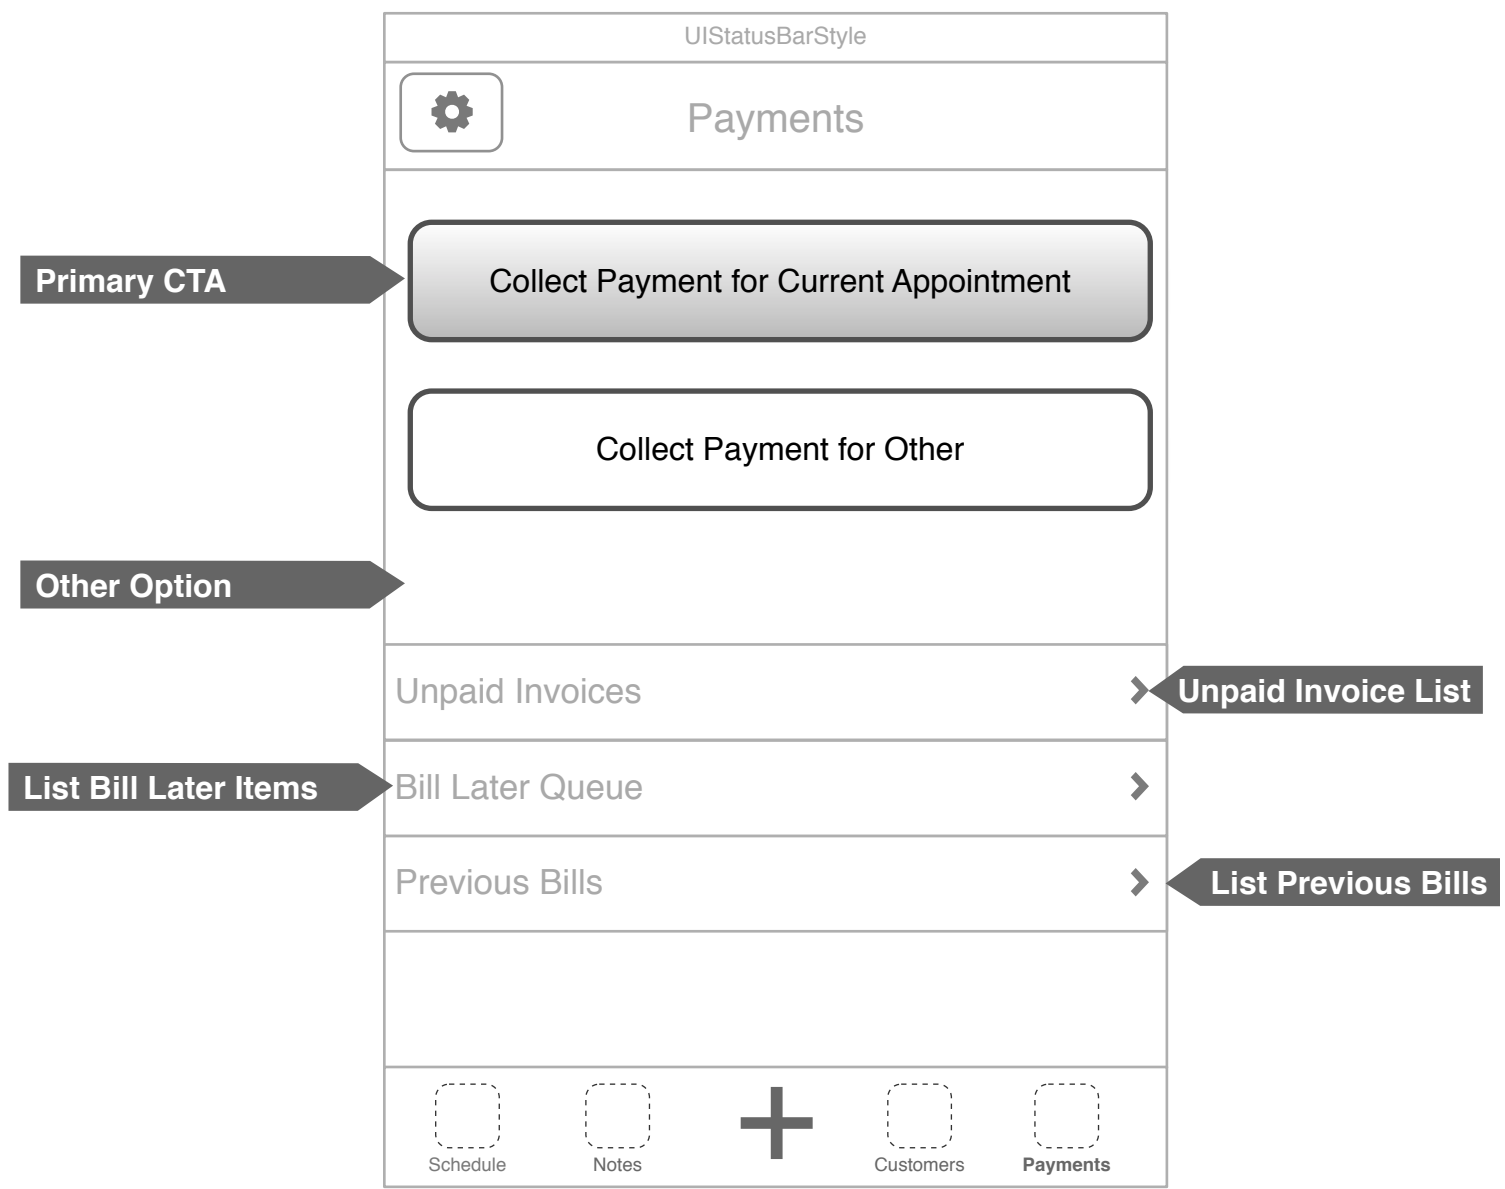 UIStatusBarStyle
Payments
Primary CTA
Collect Payment for Current Appointment
Collect Payment for Other
Other Option
Unpaid Invoices
Unpaid Invoice List
List Bill Later Items
Bill Later Queue
Previous Bills
List Previous Bills
Schedule
Notes
Customers
Payments